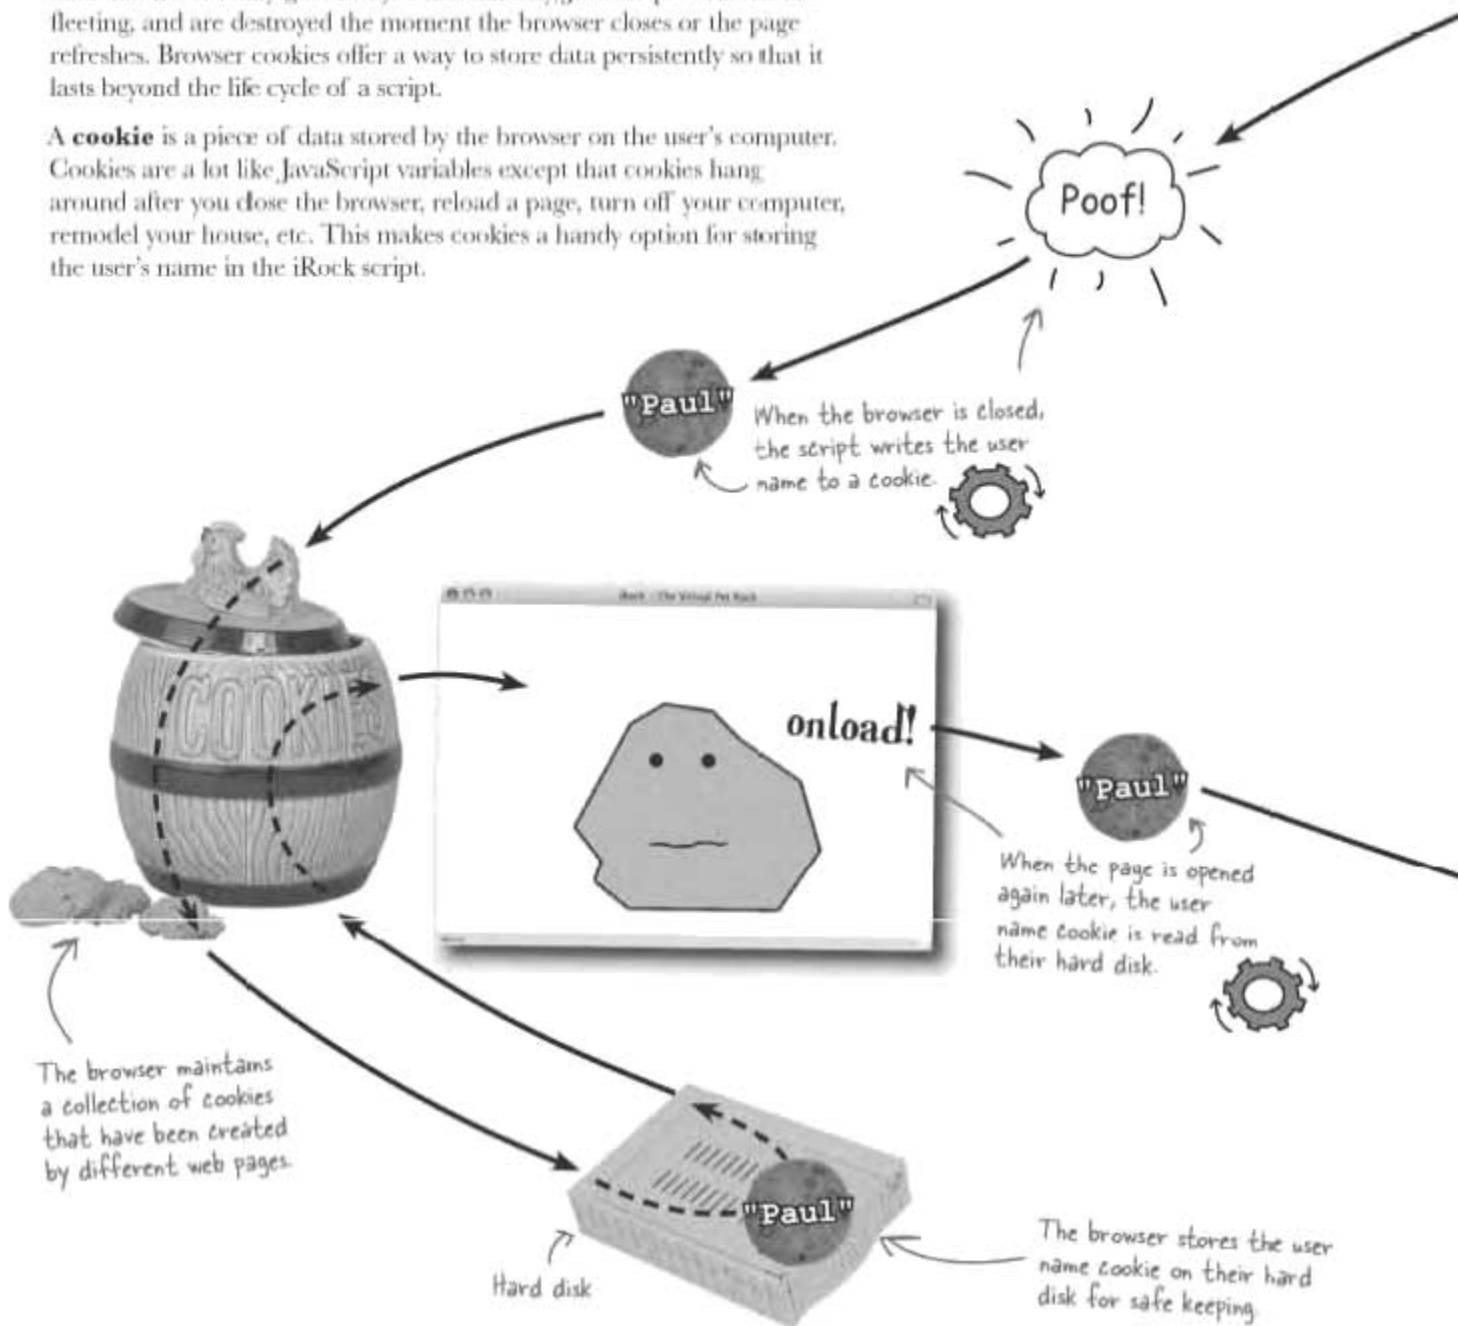 fleeting, and are destroyed the moment the browser closes or the page
refreshes. Browser cookies offer a way to store data persistently so that it
lasts beyond the life cycle of a script.
A cookie is a piece of data stored by the browser on the user's computer.
Cookies are a lot like JavaScript variables except that cookies hang
around after you close the browser, reload a page, turn off your computer,
remodel your house, etc. This makes cookies a handy option for storing
the user's name in the iRock script.
Poof!
"Paul"
When the browser is closed,
the script writes the user
name to a cookie.
COOKIES
iRock - The Virtual Pet Rock
onload!
"Paul"
When the page is opened
again later, the user
name cookie is read from
their hard disk.
The browser maintains
a collection of cookies
that have been created
by different web pages.
"Paul"
Hard disk
The browser stores the user
name cookie on their hard
disk for safe keeping.